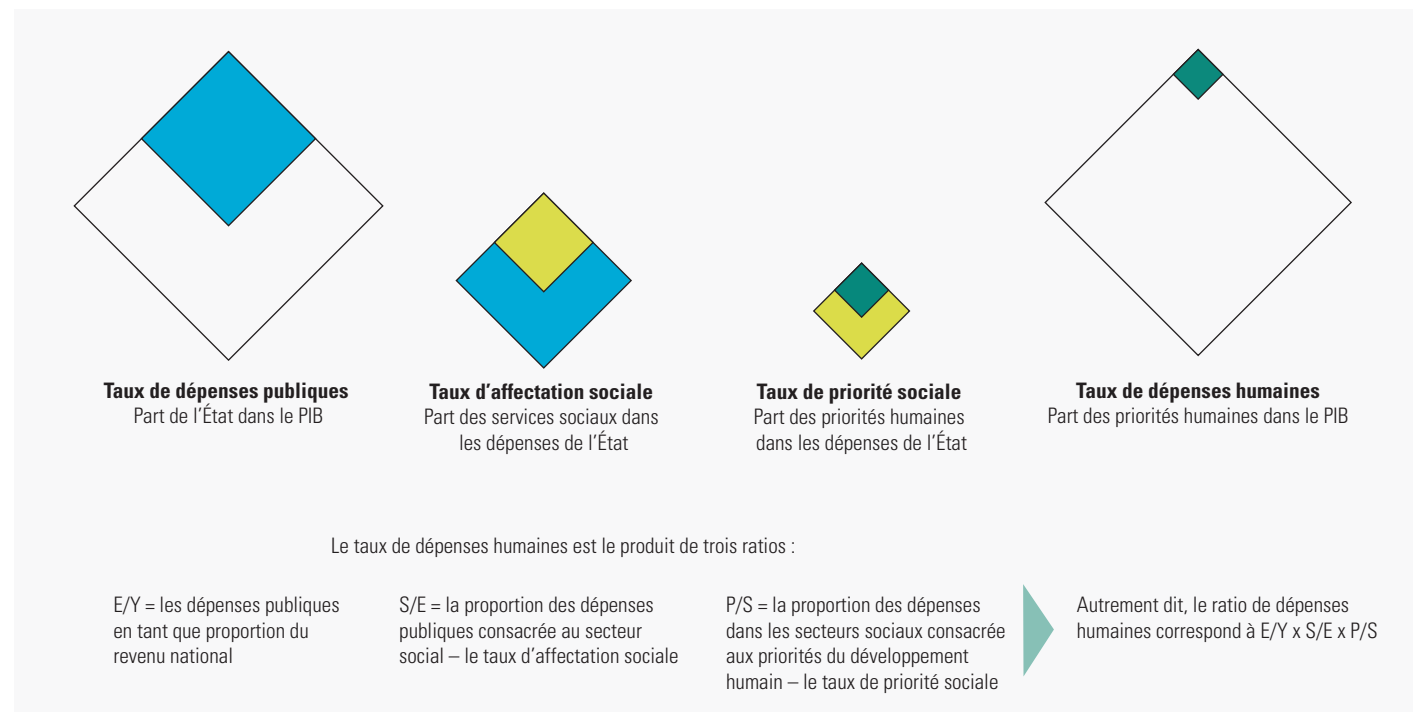 Taux de dépenses publiques
Part de l'État dans le PIB
Taux d'affectation sociale
Part des services sociaux dans
les dépenses de l'État
Taux de priorité sociale
Part des priorités humaines
dans les dépenses de l'État
Taux de dépenses humaines
Part des priorités humaines dans le PIB
Le taux de dépenses humaines est le produit de trois ratios :
E/Y = les dépenses publiques
en tant que proportion du
revenu national
S/E = la proportion des dépenses
publiques consacrée au secteur
social – le taux d'affectation sociale
P/S = la proportion des dépenses
dans les secteurs sociaux consacrée
aux priorités du développement
humain – le taux de priorité sociale
Autrement dit, le ratio de dépenses
humaines correspond à E/Y x S/E x P/S